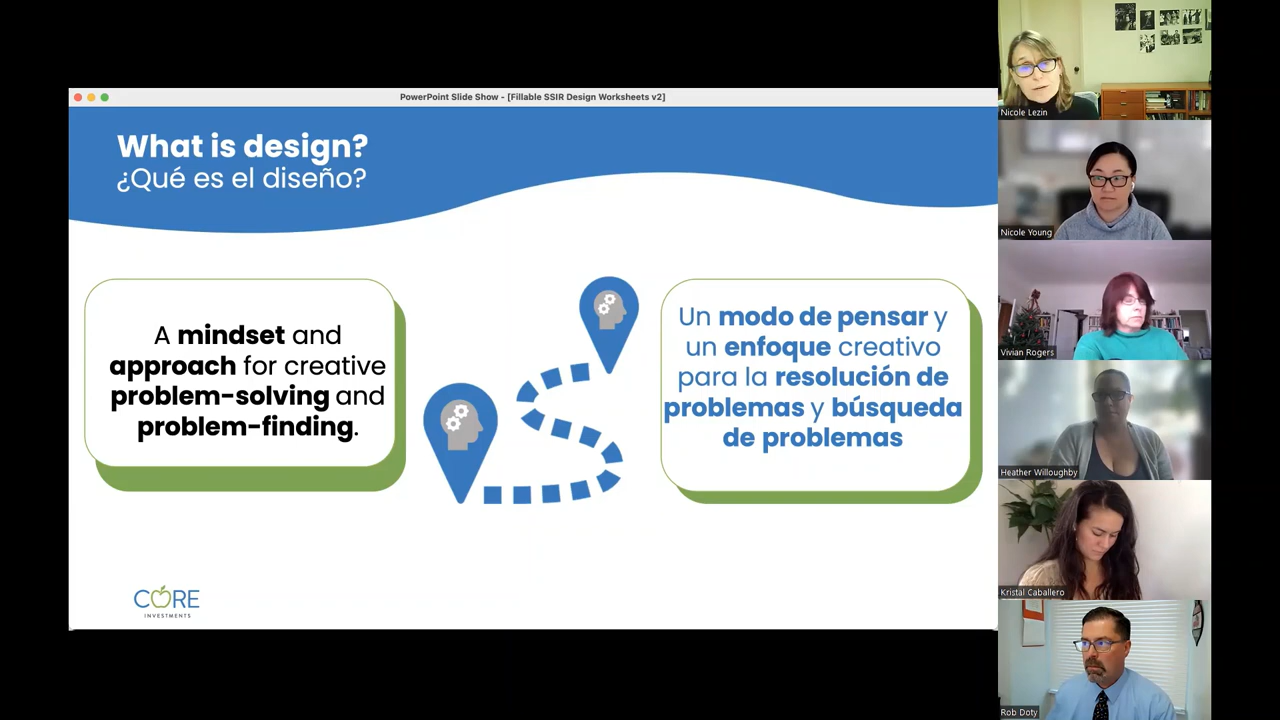 PowerPoint Slide Show - [Fillable SSIR Design Worksheets v2]
What is design?
¿Qué es el diseño?
A mindset and
approach for creative
problem-solving and
problem-finding.
Un modo de pensar y
un enfoque creativo
para la resolución de
problemas y búsqueda
de problemas
CORE
INVESTMENTS
Nicole Lezin
Nicole Young
Vivian Rogers
Heather Willoughby
Kristal Caballero
Rob Doty